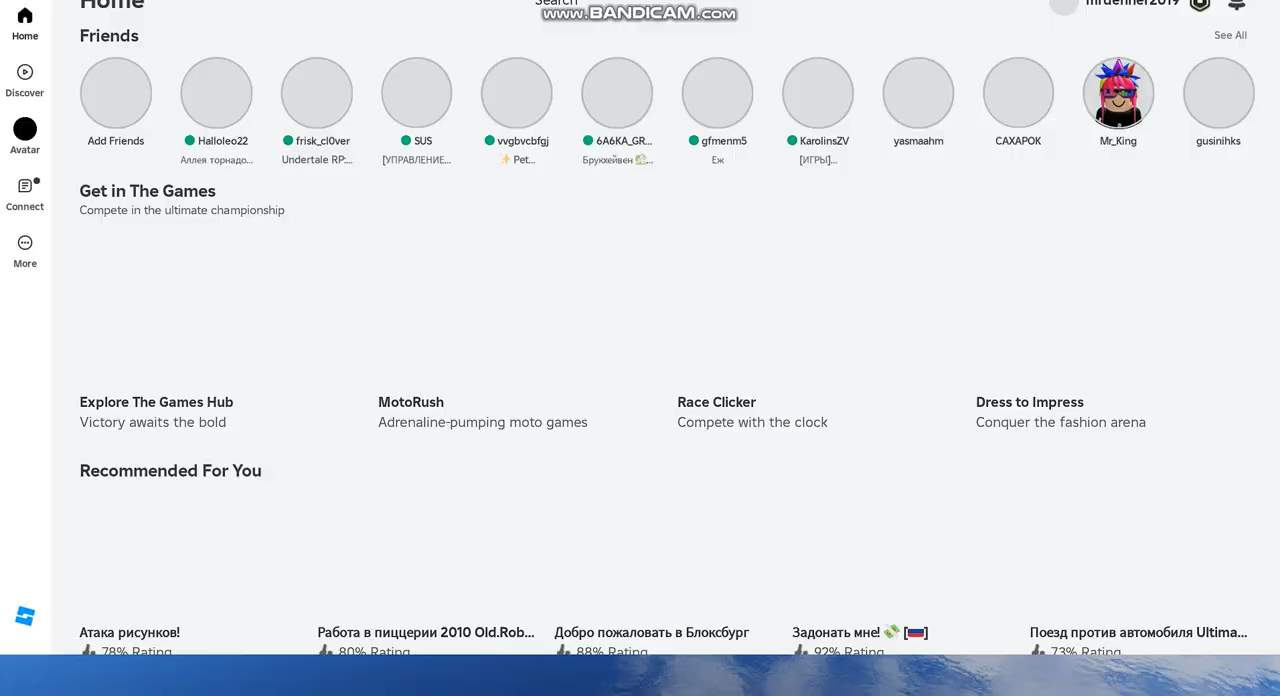 Home
Search
www.BANDICAM.com
mrdenner2019
Home
Friends
See All
Discover
Avatar
Connect
More
Add Friends
Halloleo22
frisk_cl0ver
SUS
vvgbvcbfgj
6A6KA_GR...
gfmenm5
KarolinsZV
yasmaahm
CAXAPOK
Mr_King
gusinihks
Аллея торнадо...
Undertale RP:...
[УПРАВЛЕНИЕ...
Pet...
Брукхейвен 🏡...
Еж
[ИГРЫ]...
Get in The Games
Compete in the ultimate championship
Explore The Games Hub
MotoRush
Race Clicker
Dress to Impress
Victory awaits the bold
Adrenaline-pumping moto games
Compete with the clock
Conquer the fashion arena
Recommended For You
Атака рисунков!
Работа в пиццерии 2010 Old.Rob...
Добро пожаловать в Блоксбург
Задонать мне! 💸 [🇷🇺]
Поезд против автомобиля Ultima...
78% Rating
80% Rating
88% Rating
92% Rating
73% Rating